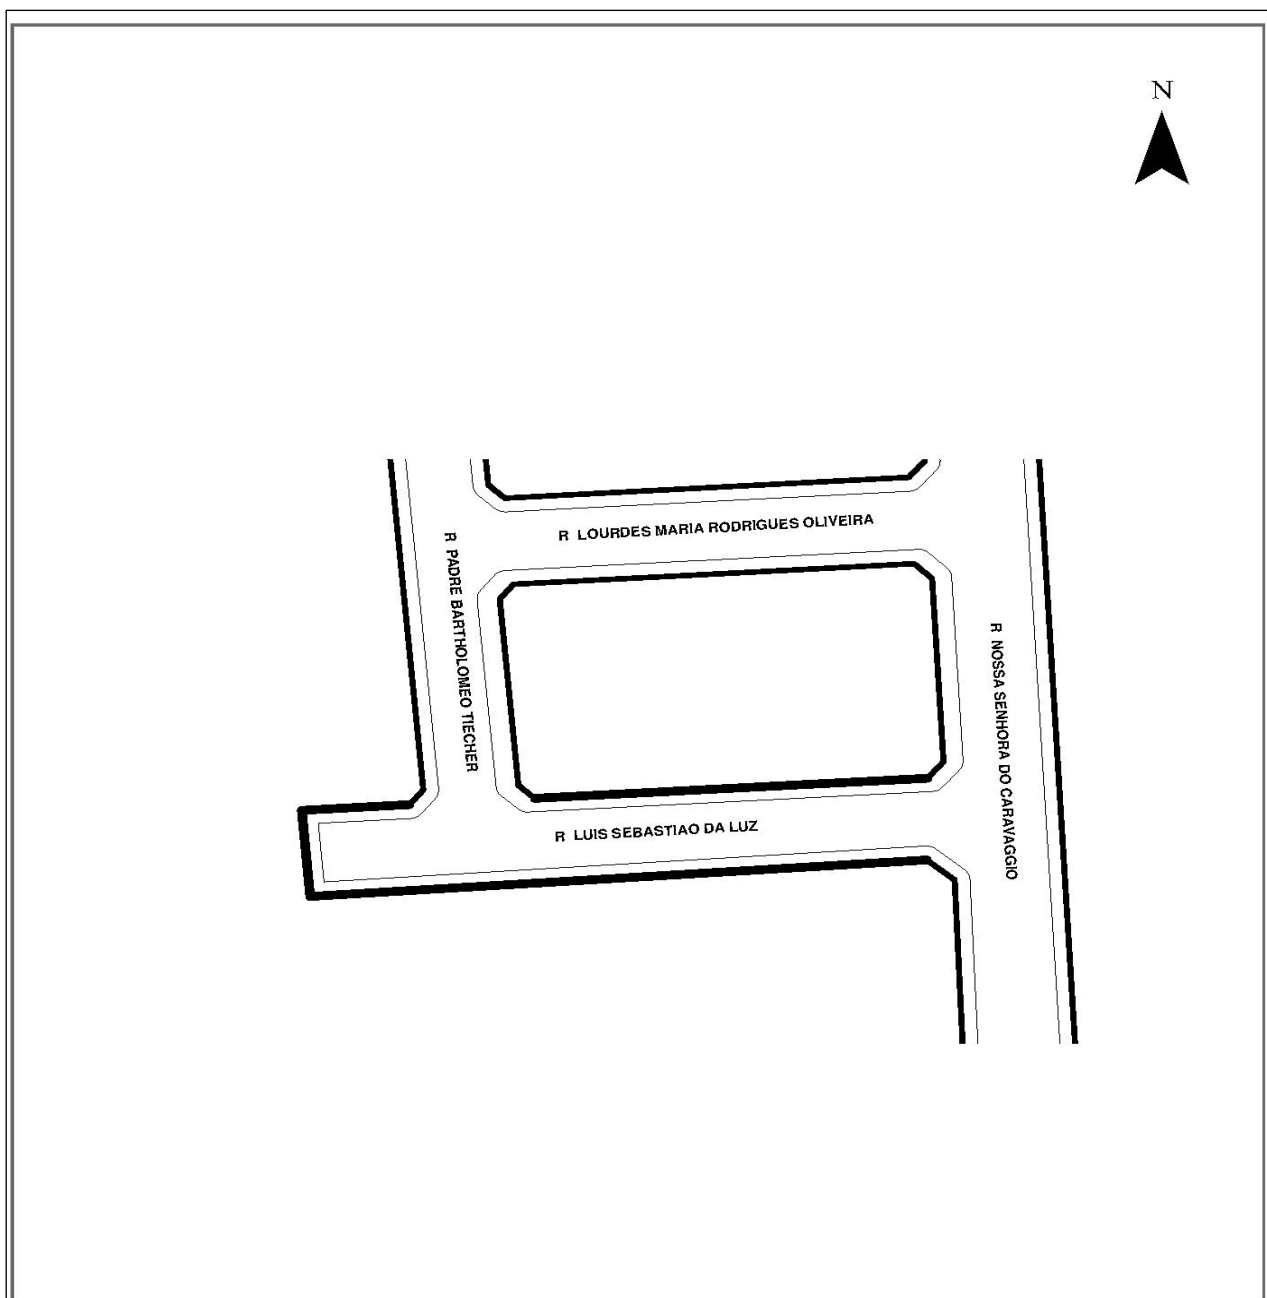 N
R LOURDES MARIA RODRIGUES OLIVEIRA
R PADRE BARTHOLOMEO TIECHER
R NOSSA SENHORA DO CARAVAGGIO
R LUIS SEBASTIAO DA LUZ